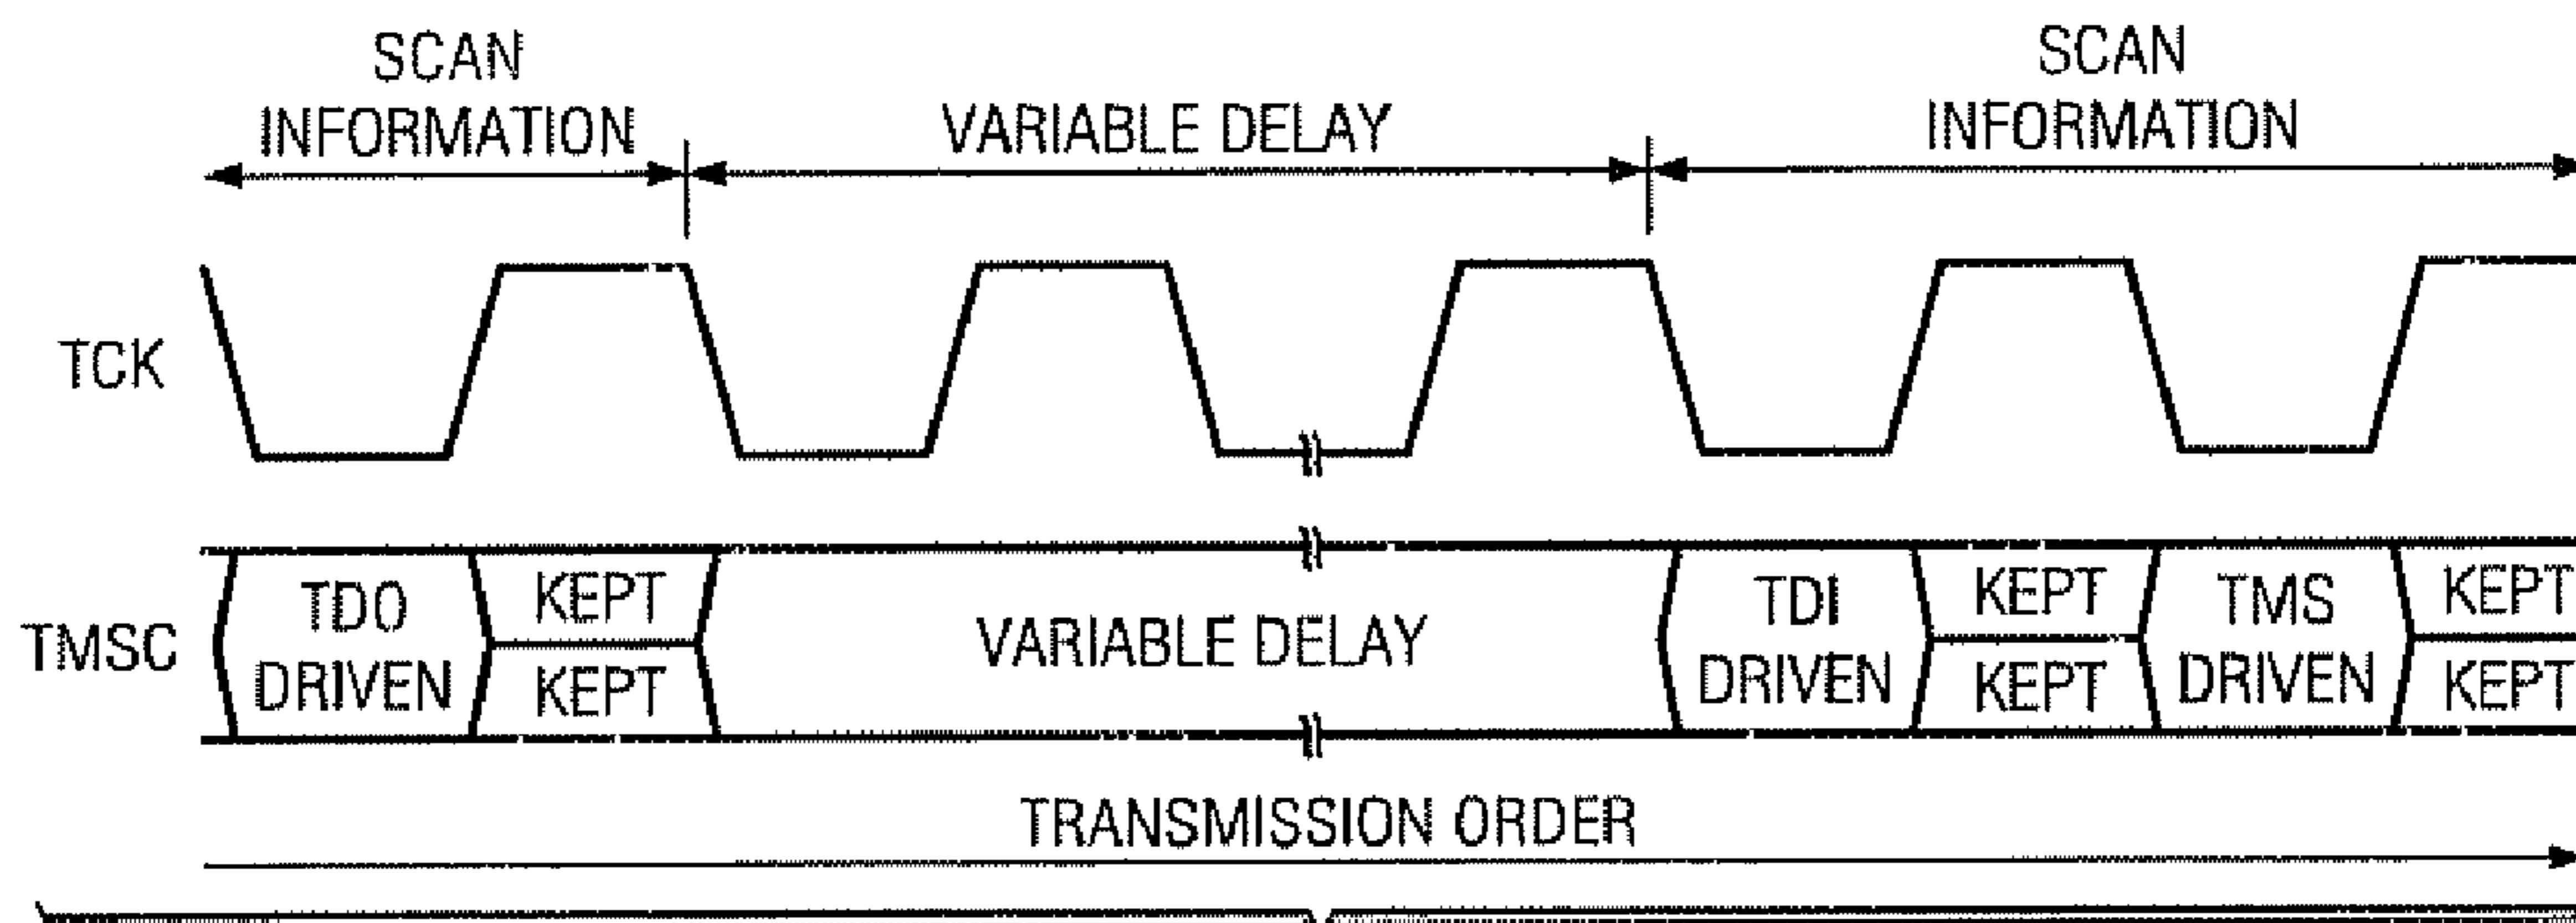 SCAN
INFORMATION
VARIABLE DELAY
SCAN
INFORMATION
TCK
TMSC
TDO
DRIVEN
KEPT
KEPT
VARIABLE DELAY
TDI
DRIVEN
KEPT
KEPT
TMS
DRIVEN
KEPT
KEPT
TRANSMISSION ORDER